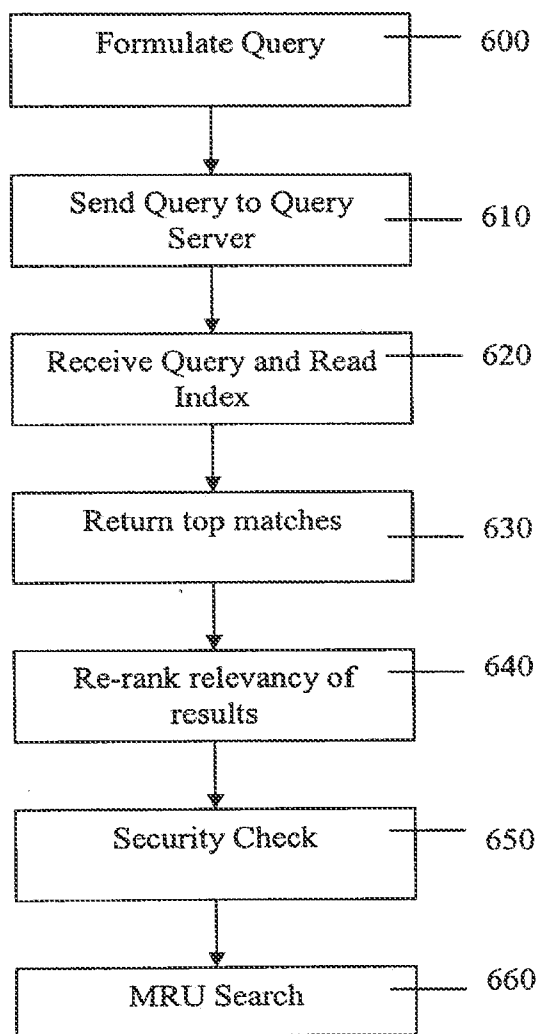 Formulate Query
600
Send Query to Query
Server
610
Receive Query and Read
Index
620
Return top matches
630
Re-rank relevancy of
results
640
Security Check
650
MRU Search
660